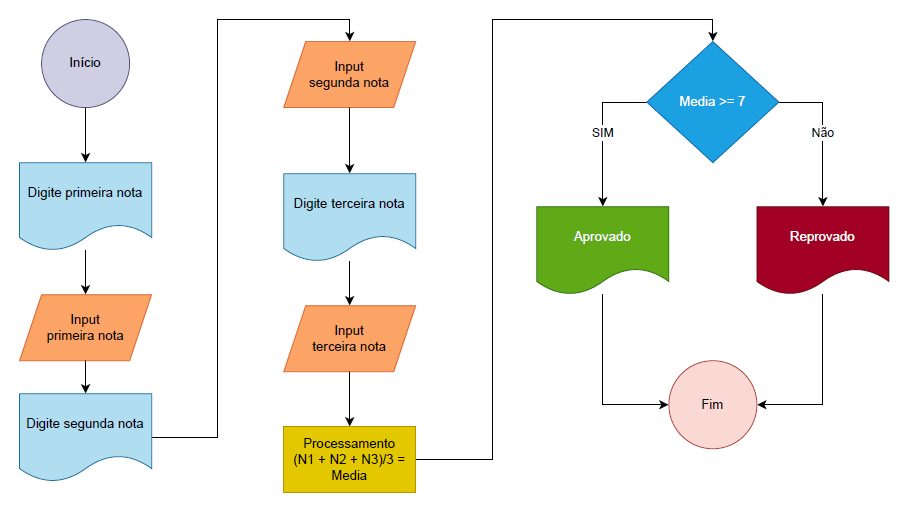 Início
Digite primeira nota
Input
primeira nota
Digite segunda nota
Input
segunda nota
Digite terceira nota
Input
terceira nota
Processamento
(N1 + N2 + N3)/3 =
Media
Media >= 7
SIM
Não
Aprovado
Reprovado
Fim